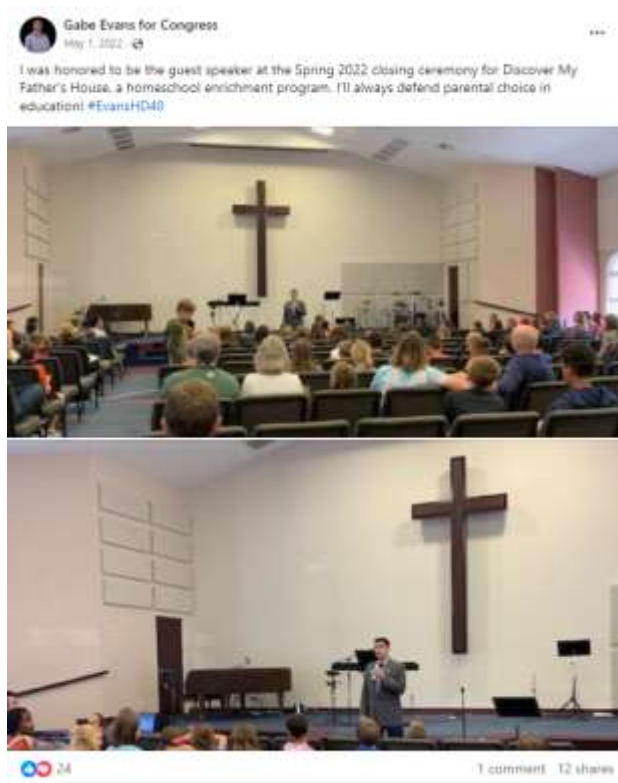 Gabe Evans for Congress
May 1, 2022
I was honored to be the guest speaker at the Spring 2022 closing ceremony for Discover My
Father's House, a homeschool enrichment program. I'll always defend parental choice in
education! #EvansHD48
24
1 comment 12 shares